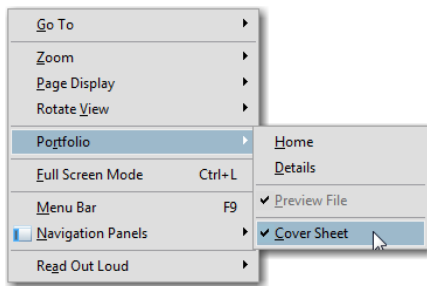 Go To
Zoom
Page Display
Rotate View
Portfolio
Home
Details
Full Screen Mode Ctrl+L
Preview File
Menu Bar F9
Navigation Panels
Cover Sheet
Read Out Loud